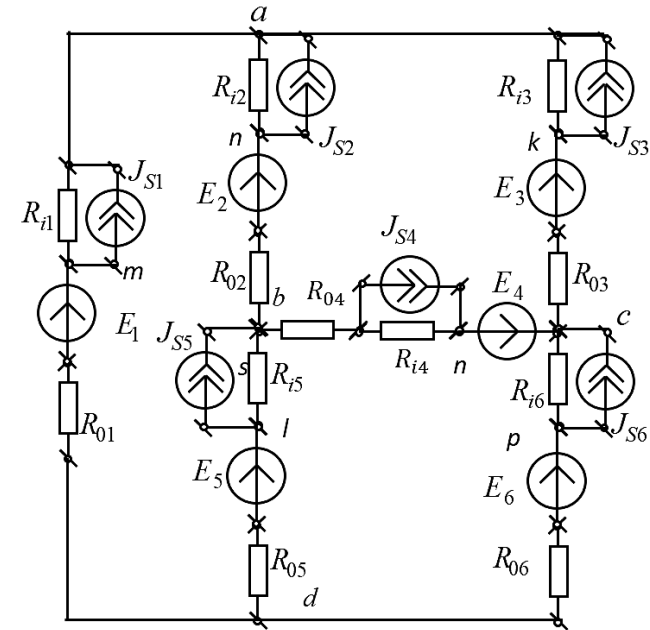 a
R_i2
R_i3
n
J_S2
k
J_S3
J_S1
E_2
E_3
R_i1
m
J_S4
R_02
R_03
E_4
b
R_04
c
E_1
J_S5
s
R_i5
R_i4
n
R_i6
R_01
l
p
J_S6
E_5
E_6
R_05
R_06
d